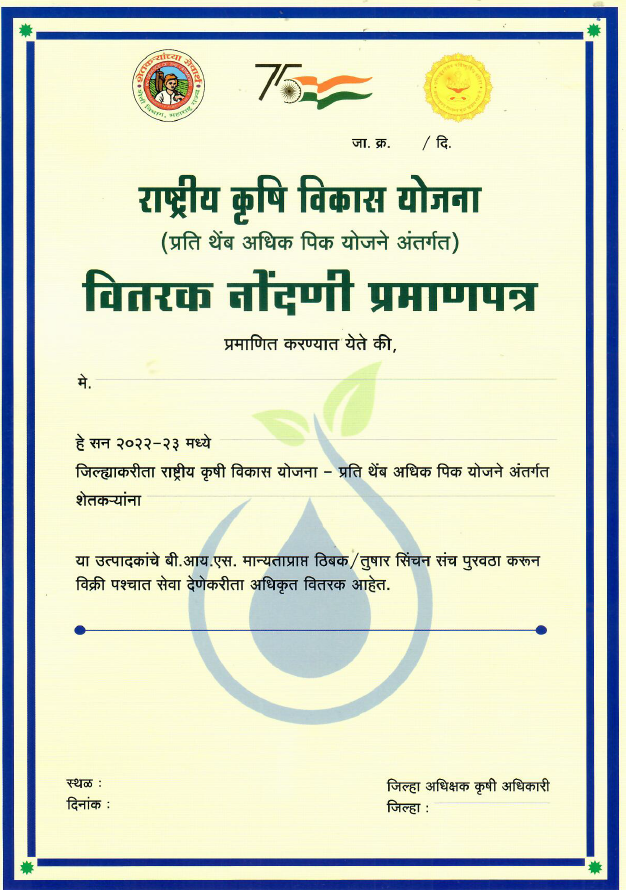 शेतकऱ्यांच्या सेवार्थ
कृषी विभाग, महाराष्ट्र राज्य
75
जा. क्र. / दि.
राष्ट्रीय कृषि विकास योजना
(प्रति थेंब अधिक पिक योजने अंतर्गत)
वितरक नोंदणी प्रमाणपत्र
प्रमाणित करण्यात येते की,
मे.
हे सन २०२२-२३ मध्ये
जिल्ह्याकरीता राष्ट्रीय कृषी विकास योजना – प्रति थेंब अधिक पिक योजने अंतर्गत
शेतकऱ्यांना
या उत्पादकांचे बी.आय.एस. मान्यताप्राप्त ठिबक/तुषार सिंचन संच पुरवठा करून
विक्री पश्चात सेवा देणेकरीता अधिकृत वितरक आहेत.
स्थळ :
दिनांक :
जिल्हा अधिक्षक कृषी अधिकारी
जिल्हा :